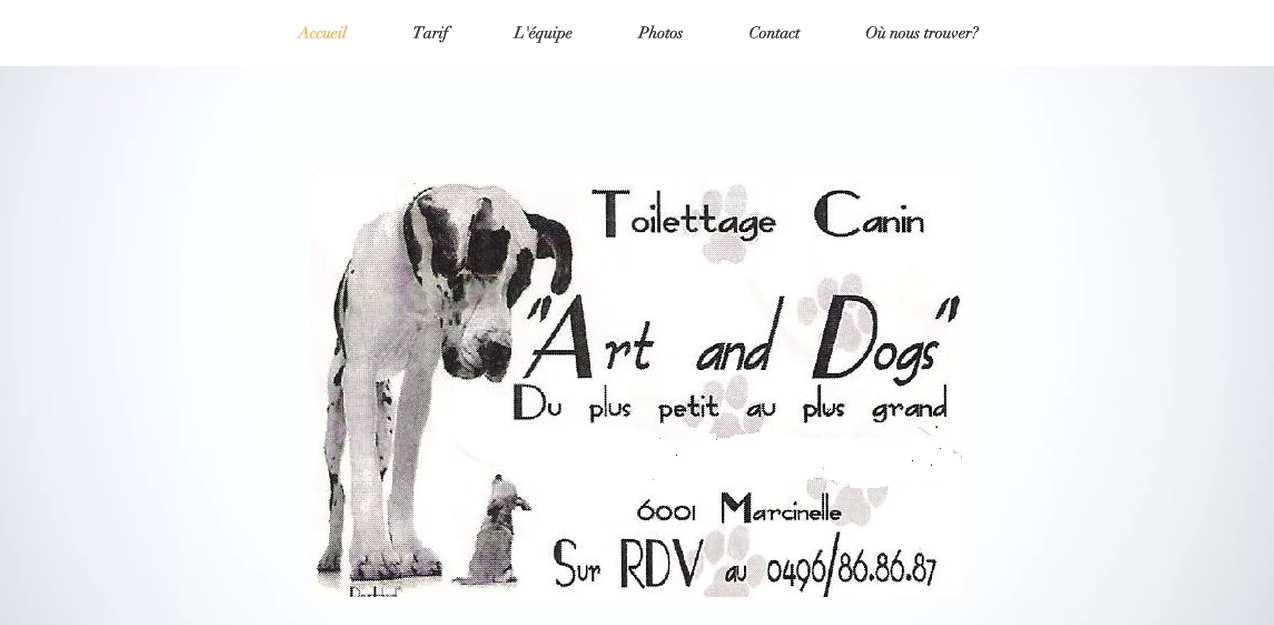 Accueil Tarif L'équipe Photos Contact Où nous trouver?
Toilettage Canin
"Art and Dogs"
Du plus petit au plus grand
6001 Marcinelle
Sur RDV au 0496/86.86.87